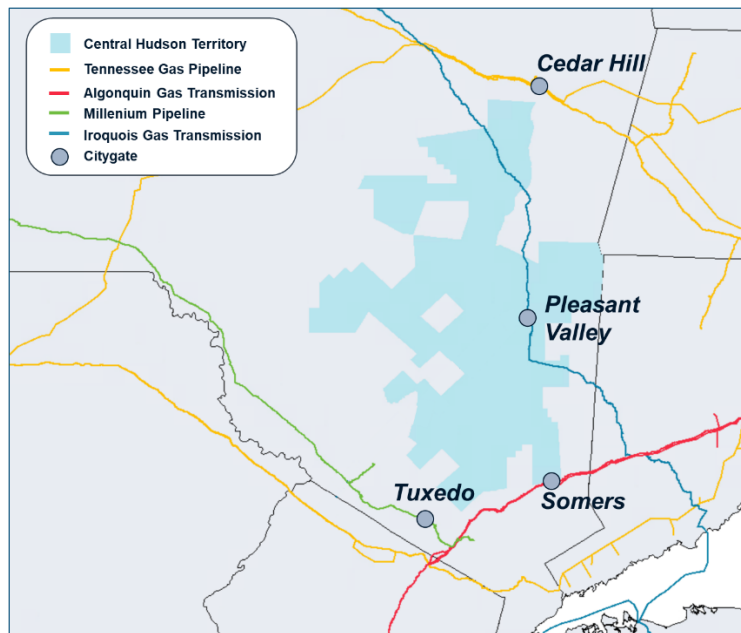 Central Hudson Territory
Tennessee Gas Pipeline
Algonquin Gas Transmission
Millenium Pipeline
Iroquois Gas Transmission
Citygate
Cedar Hill
Pleasant
Valley
Tuxedo
Somers